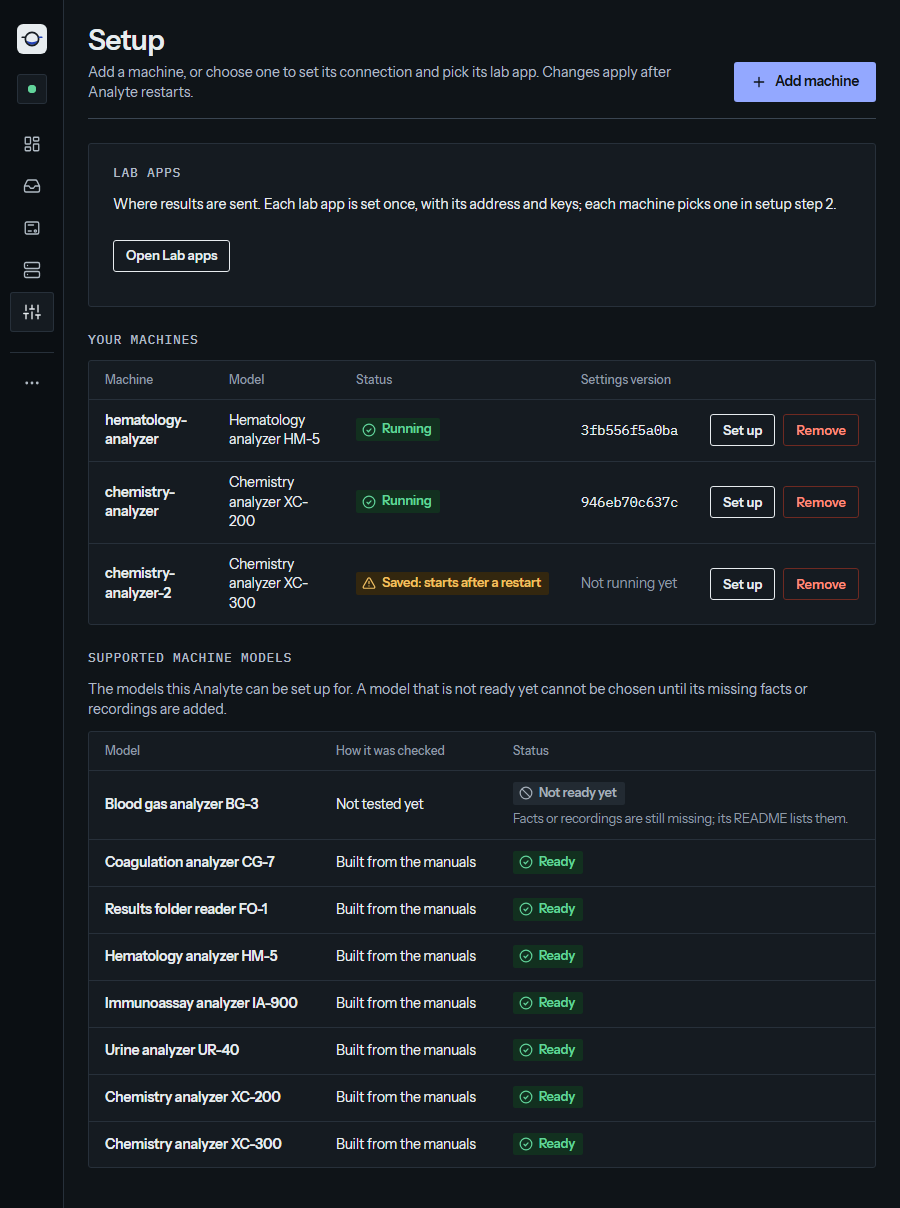 Setup
Add a machine, or choose one to set its connection and pick its lab app. Changes apply after
Analyte restarts.
+ Add machine
LAB APPS
Where results are sent. Each lab app is set once, with its address and keys; each machine picks one in setup step 2.
Open Lab apps
YOUR MACHINES
Machine Model Status Settings version
hematology-
analyzer
Hematology
analyzer HM-5
Running
3fb556f5a0ba
Set up
Remove
chemistry-
analyzer
Chemistry
analyzer XC-
200
Running
946eb70c637c
Set up
Remove
chemistry-
analyzer-2
Chemistry
analyzer XC-
300
Saved: starts after a restart
Not running yet
Set up
Remove
SUPPORTED MACHINE MODELS
The models this Analyte can be set up for. A model that is not ready yet cannot be chosen until its missing facts or
recordings are added.
Model How it was checked Status
Blood gas analyzer BG-3 Not tested yet Not ready yet
Facts or recordings are still missing; its README lists them.
Coagulation analyzer CG-7 Built from the manuals Ready
Results folder reader FO-1 Built from the manuals Ready
Hematology analyzer HM-5 Built from the manuals Ready
Immunoassay analyzer IA-900 Built from the manuals Ready
Urine analyzer UR-40 Built from the manuals Ready
Chemistry analyzer XC-200 Built from the manuals Ready
Chemistry analyzer XC-300 Built from the manuals Ready